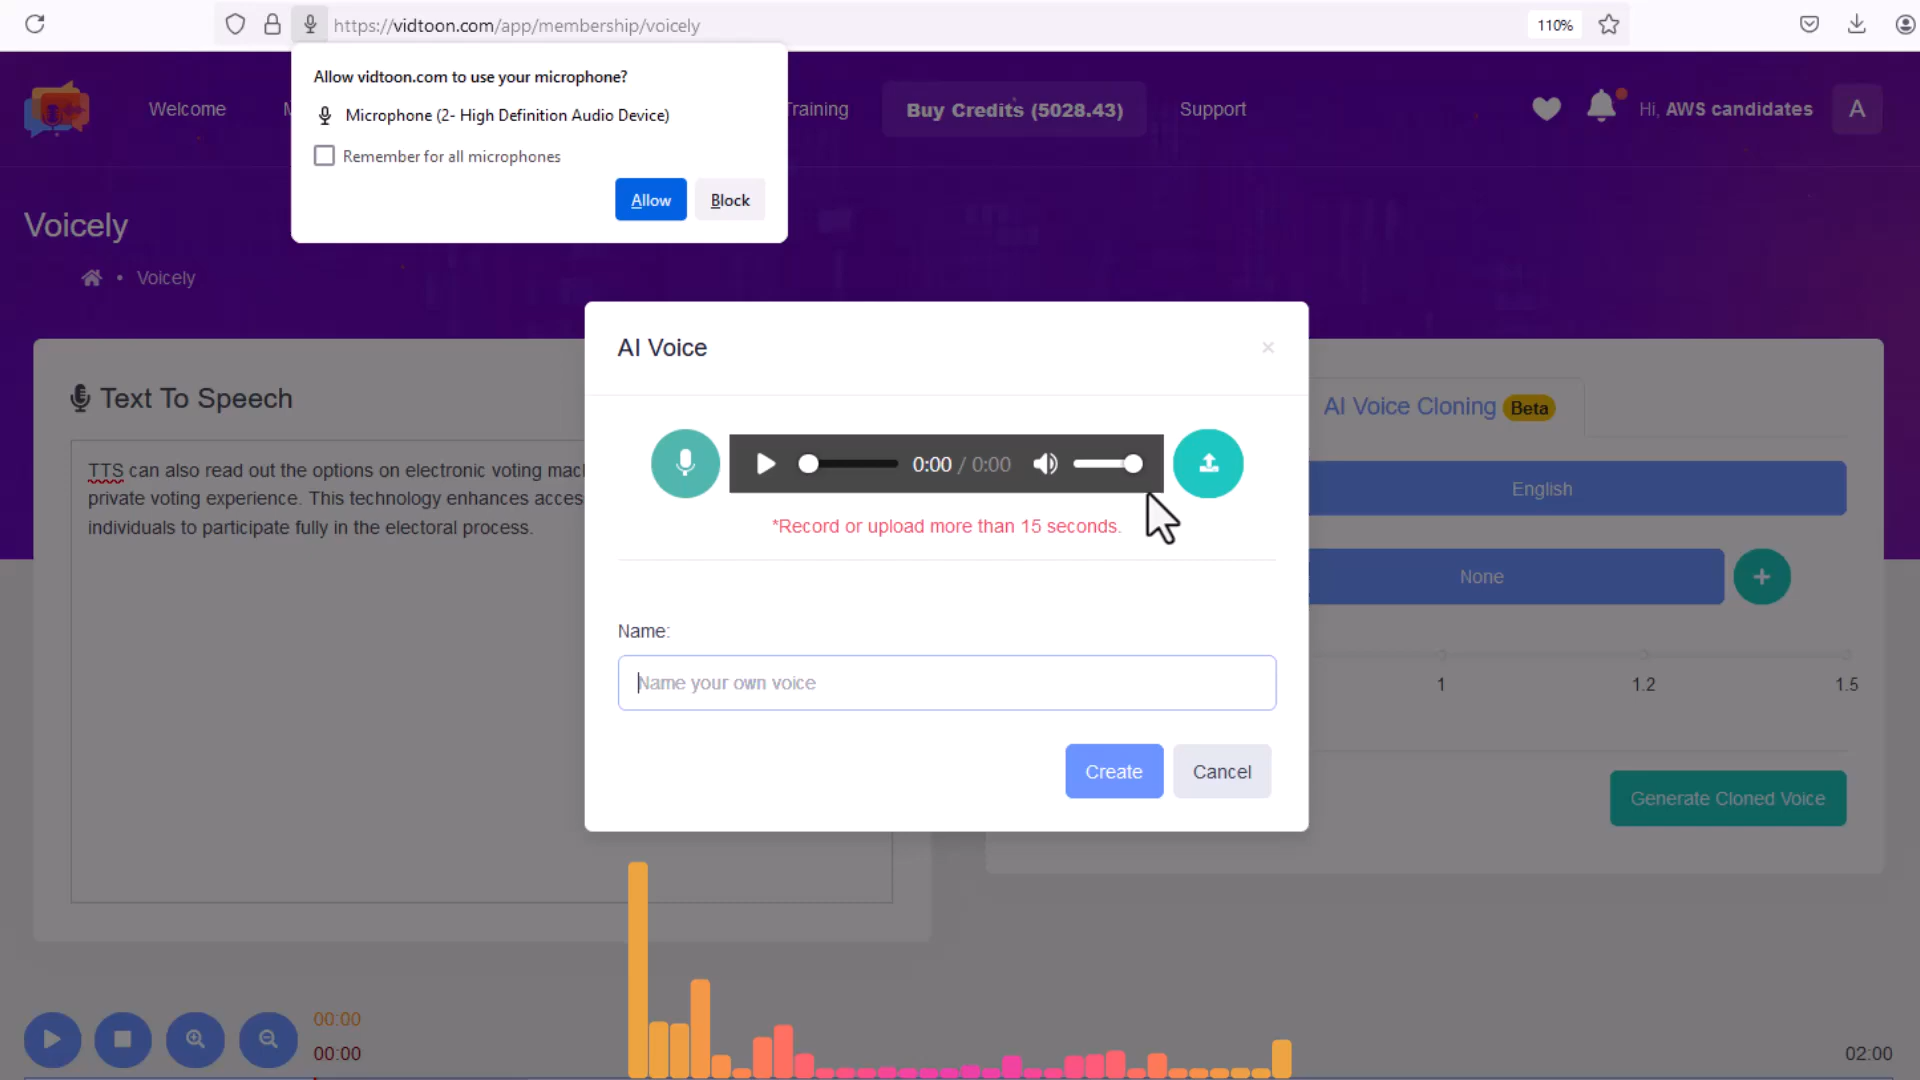 https://vidtoon.com/app/membership/voicely
110%
Allow vidtoon.com to use your microphone?
Microphone (2- High Definition Audio Device)
Remember for all microphones
Allow
Block
Welcome
M
Training
Buy Credits (5028.43)
Support
Hi, AWS candidates
A
Voicely
• Voicely
Text To Speech
TTS can also read out the options on electronic voting mac
private voting experience. This technology enhances acces
individuals to participate fully in the electoral process.
AI Voice
×
0:00 / 0:00
*Record or upload more than 15 seconds.
Name:
Name your own voice
Create
Cancel
AI Voice Cloning Beta
English
None
1
1.2
1.5
Generate Cloned Voice
00:00
00:00
02:00